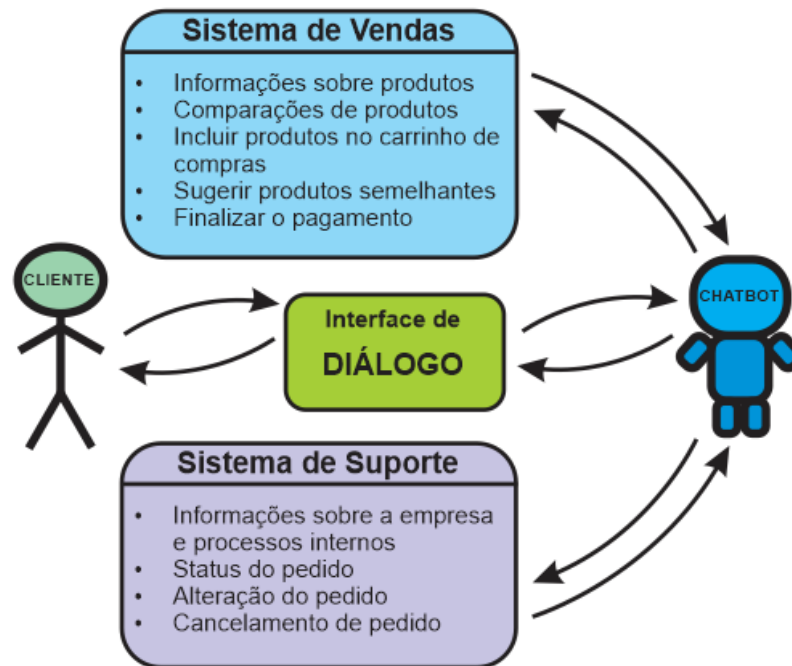 Sistema de Vendas
• Informações sobre produtos
• Comparações de produtos
• Incluir produtos no carrinho de
compras
• Sugerir produtos semelhantes
• Finalizar o pagamento
CLIENTE
Interface de
DIÁLOGO
CHATBOT
Sistema de Suporte
• Informações sobre a empresa
e processos internos
• Status do pedido
• Alteração do pedido
• Cancelamento de pedido